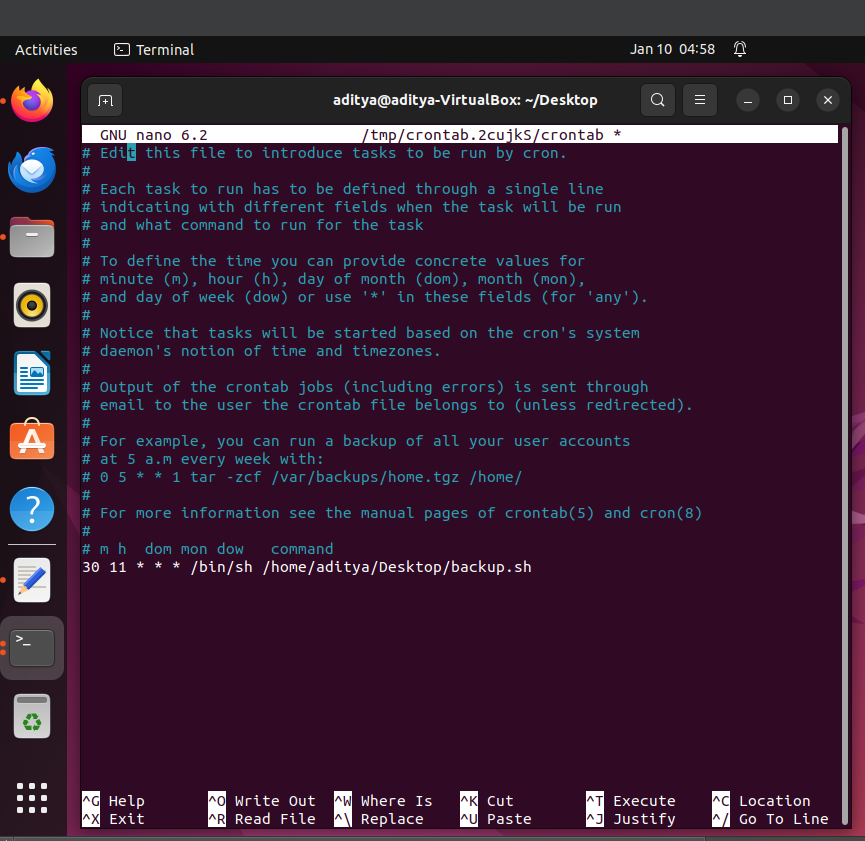 Activities Terminal Jan 10 04:58
aditya@aditya-VirtualBox: ~/Desktop
GNU nano 6.2 /tmp/crontab.2cujkS/crontab *
# Edit this file to introduce tasks to be run by cron.
#
# Each task to run has to be defined through a single line
# indicating with different fields when the task will be run
# and what command to run for the task
#
# To define the time you can provide concrete values for
# minute (m), hour (h), day of month (dom), month (mon),
# and day of week (dow) or use '*' in these fields (for 'any').
#
# Notice that tasks will be started based on the cron's system
# daemon's notion of time and timezones.
#
# Output of the crontab jobs (including errors) is sent through
# email to the user the crontab file belongs to (unless redirected).
#
# For example, you can run a backup of all your user accounts
# at 5 a.m every week with:
# 0 5 * * 1 tar -zcf /var/backups/home.tgz /home/
#
# For more information see the manual pages of crontab(5) and cron(8)
#
# m h  dom mon dow   command
30 11 * * * /bin/sh /home/aditya/Desktop/backup.sh
^G Help ^O Write Out ^W Where Is ^K Cut ^T Execute ^C Location
^X Exit ^R Read File ^\ Replace ^U Paste ^J Justify ^/ Go To Line